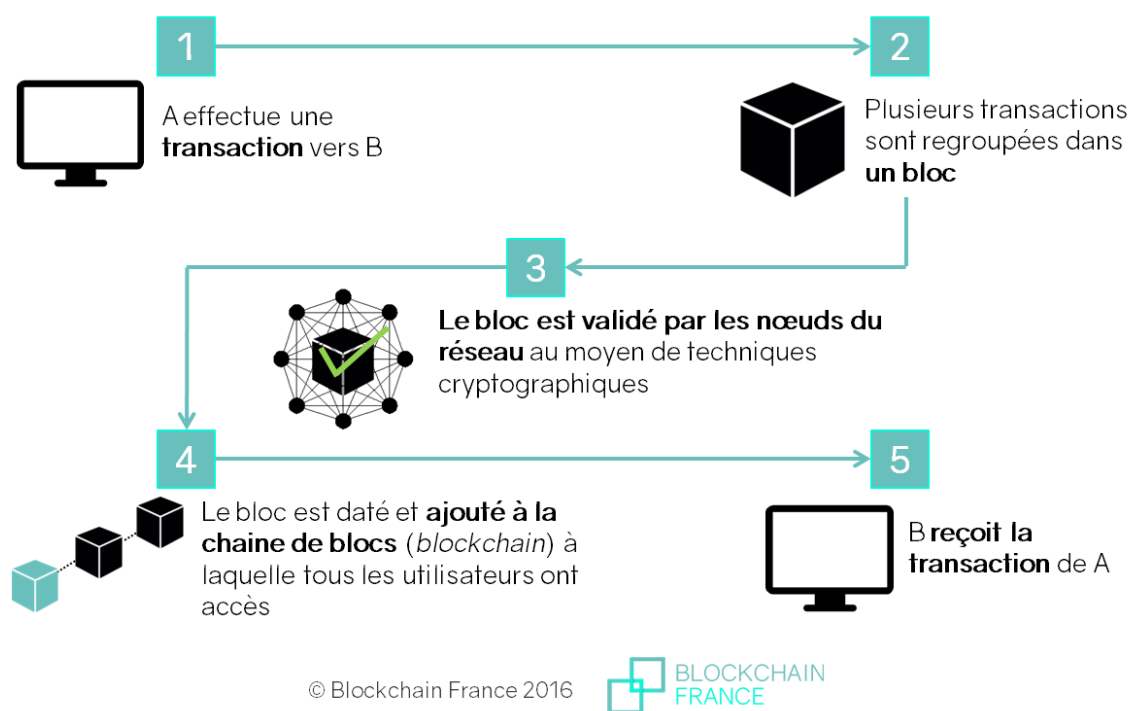 1
A effectue une
transaction vers B
2
Plusieurs transactions
sont regroupées dans
un bloc
3
Le bloc est validé par les nœuds du
réseau au moyen de techniques
cryptographiques
4
Le bloc est daté et ajouté à la
chaine de blocs (blockchain) à
laquelle tous les utilisateurs ont
accès
5
B reçoit la
transaction de A
© Blockchain France 2016
BLOCKCHAIN
FRANCE